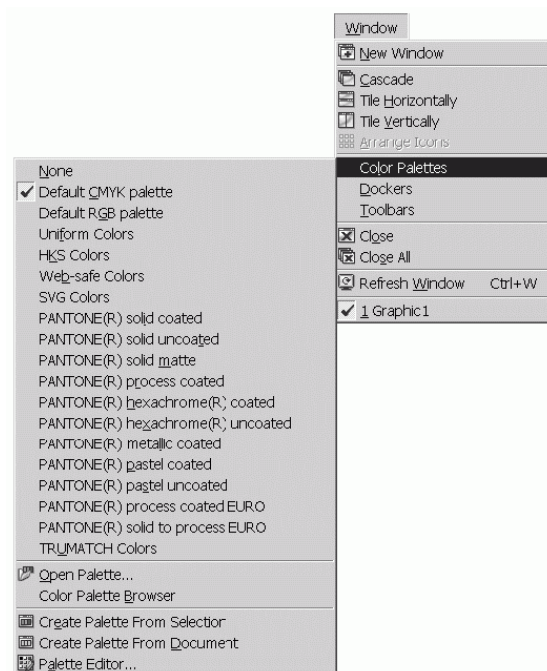 Window
New Window
Cascade
Tile Horizontally
Tile Vertically
Arrange Icons
Color Palettes
Dockers
Toolbars
Close
Close All
Refresh Window Ctrl+W
1 Graphic1
None
Default CMYK palette
Default RGB palette
Uniform Colors
HKS Colors
Web-safe Colors
SVG Colors
PANTONE(R) solid coated
PANTONE(R) solid uncoated
PANTONE(R) solid matte
PANTONE(R) process coated
PANTONE(R) hexachrome(R) coated
PANTONE(R) hexachrome(R) uncoated
PANTONE(R) metallic coated
PANTONE(R) pastel coated
PANTONE(R) pastel uncoated
PANTONE(R) process coated EURO
PANTONE(R) solid to process EURO
TRUMATCH Colors
Open Palette...
Color Palette Browser
Create Palette From Selection
Create Palette From Document
Palette Editor...